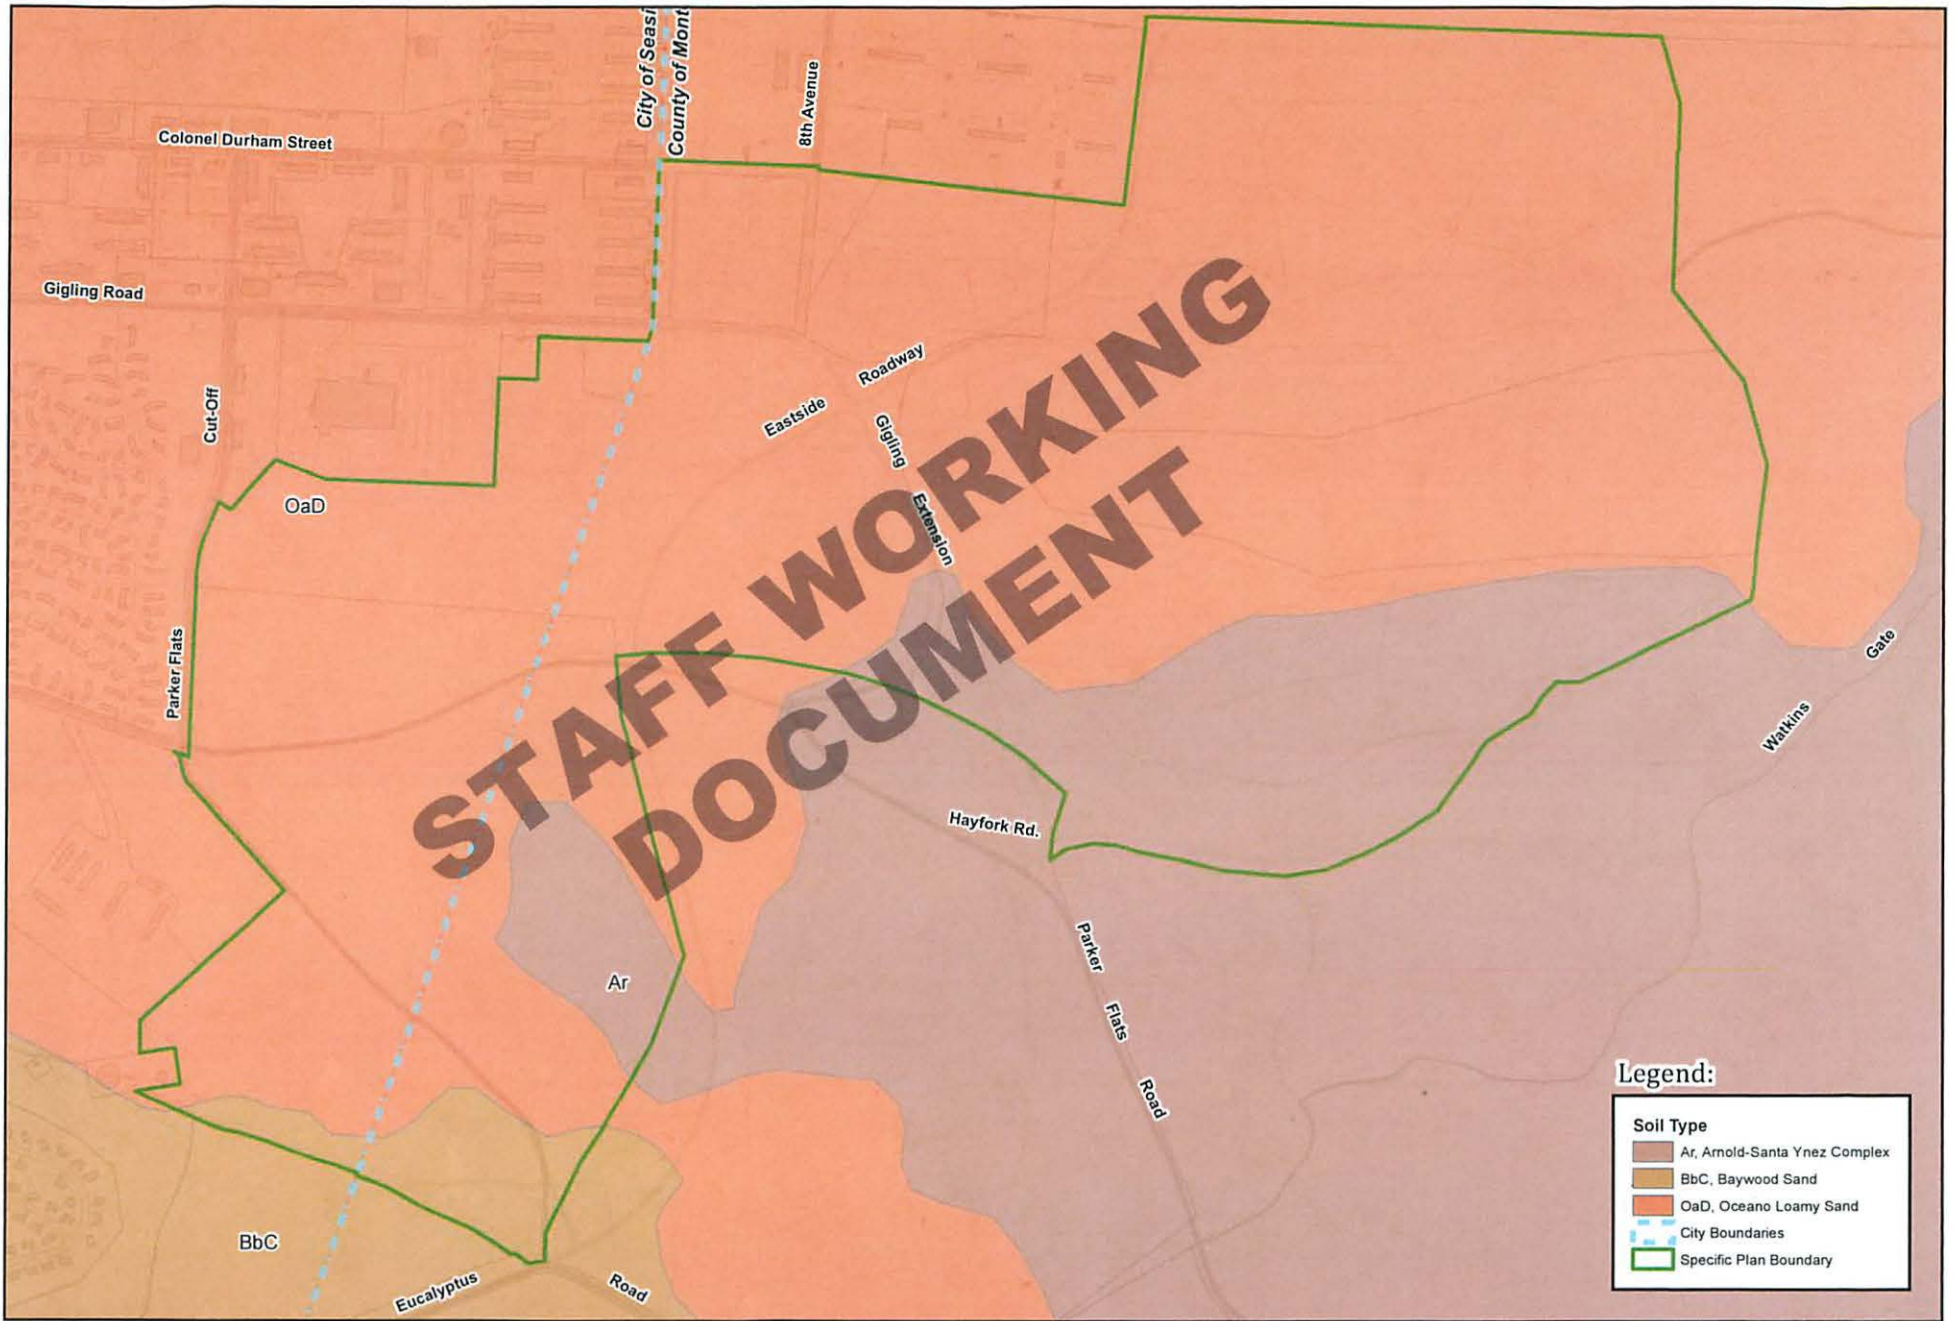 City of Seasi
County of Mont
8th Avenue
Colonel Durham Street
Gigling Road
Cut-Off
Eastside
Roadway
Gigling
Extension
OaD
STAFF WORKING
DOCUMENT
Parker Flats
Gate
Watkins
Hayfork Rd.
Parker
Flats
Road
Ar
BbC
Eucalyptus
Road
Legend:
Soil Type
Ar, Arnold-Santa Ynez Complex
BbC, Baywood Sand
OaD, Oceano Loamy Sand
City Boundaries
Specific Plan Boundary